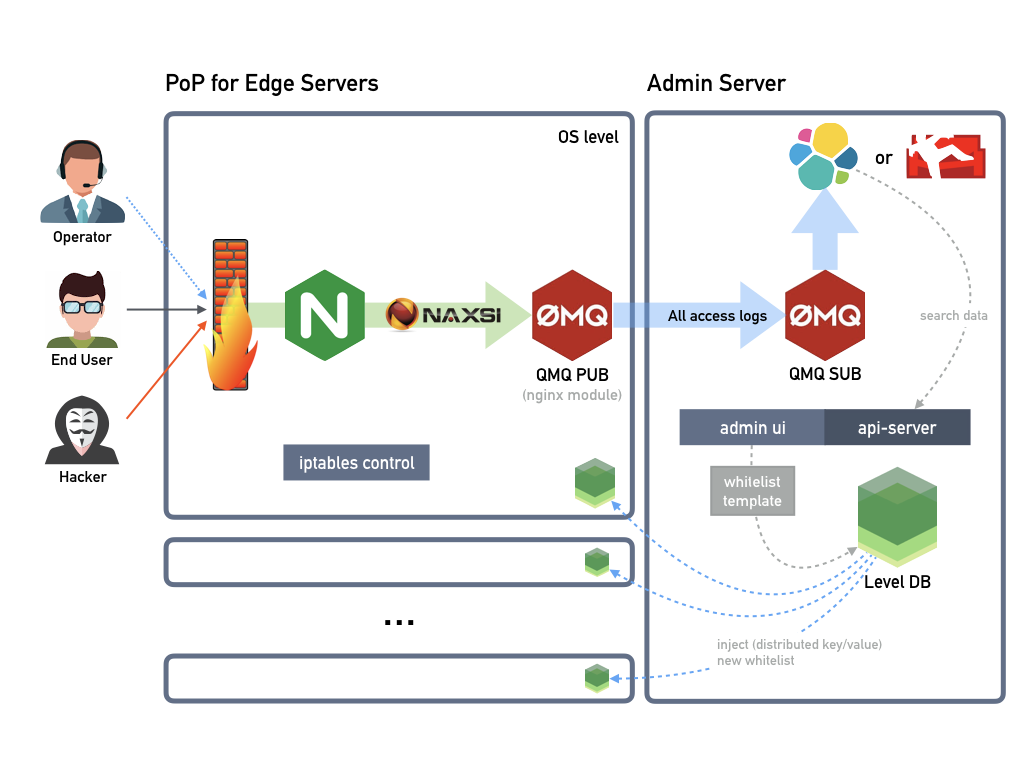 PoP for Edge Servers
Admin Server
OS level
or
Operator
End User
Hacker
N
NAXSI
ØMQ
All access logs
ØMQ
QMQ PUB
(nginx module)
QMQ SUB
search data
admin ui
api-server
iptables control
whitelist
template
Level DB
...
inject (distributed key/value)
new whitelist